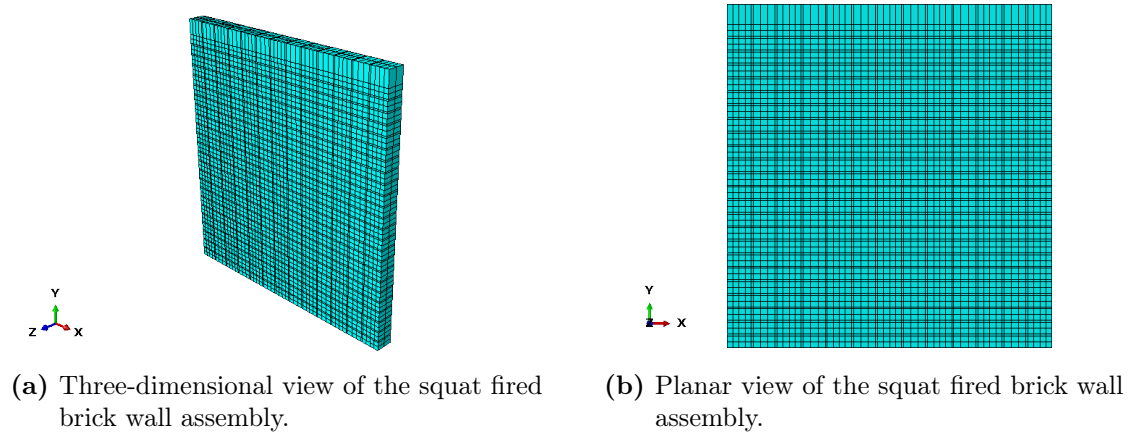 Y
Z
X
Y
Z
X
(a) Three-dimensional view of the squat fired
brick wall assembly.
(b) Planar view of the squat fired brick wall
assembly.